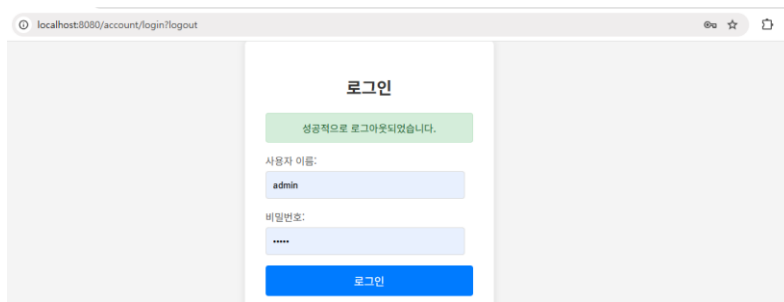 localhost:8080/account/login?logout
로그인
성공적으로 로그아웃되었습니다.
사용자 이름:
admin
비밀번호:
•••••
로그인